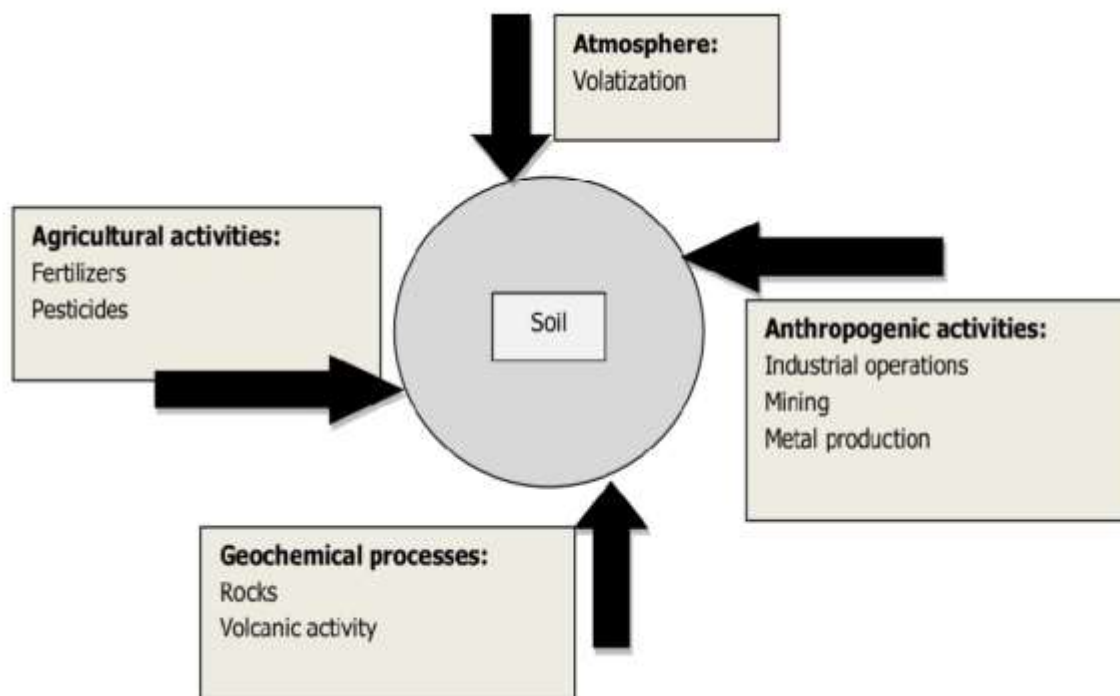 Atmosphere:
Volatization
Agricultural activities:
Fertilizers
Pesticides
Soil
Anthropogenic activities:
Industrial operations
Mining
Metal production
Geochemical processes:
Rocks
Volcanic activity